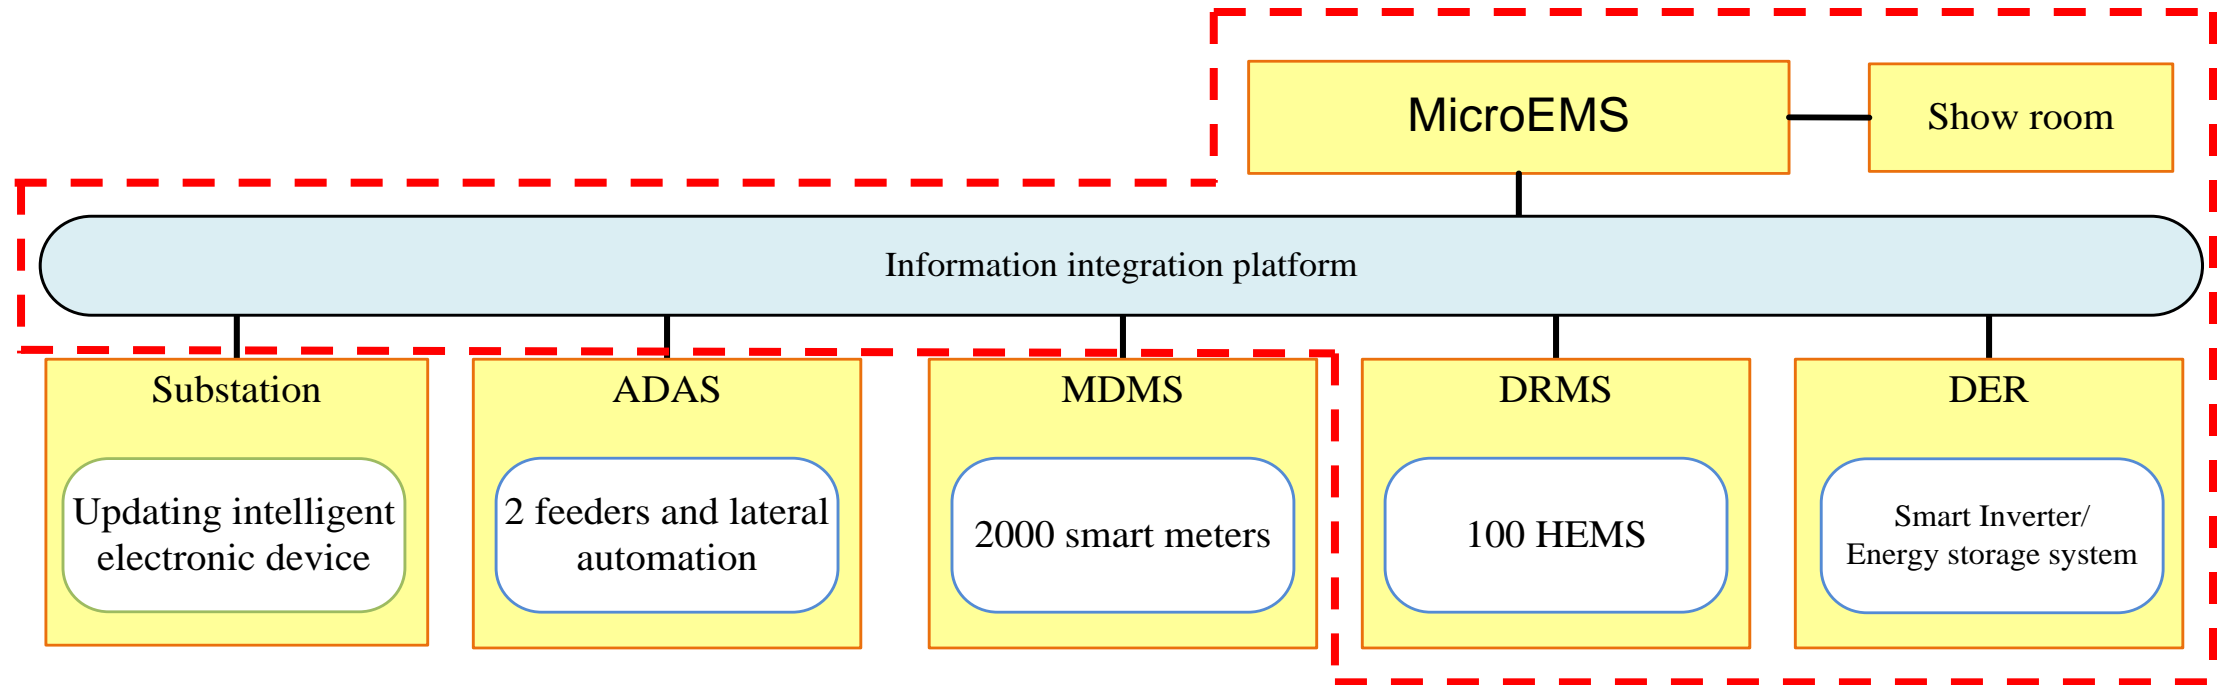 MicroEMS
Show room
Information integration platform
Substation
Updating intelligent
electronic device
ADAS
2 feeders and lateral
automation
MDMS
2000 smart meters
DRMS
100 HEMS
DER
Smart Inverter/
Energy storage system